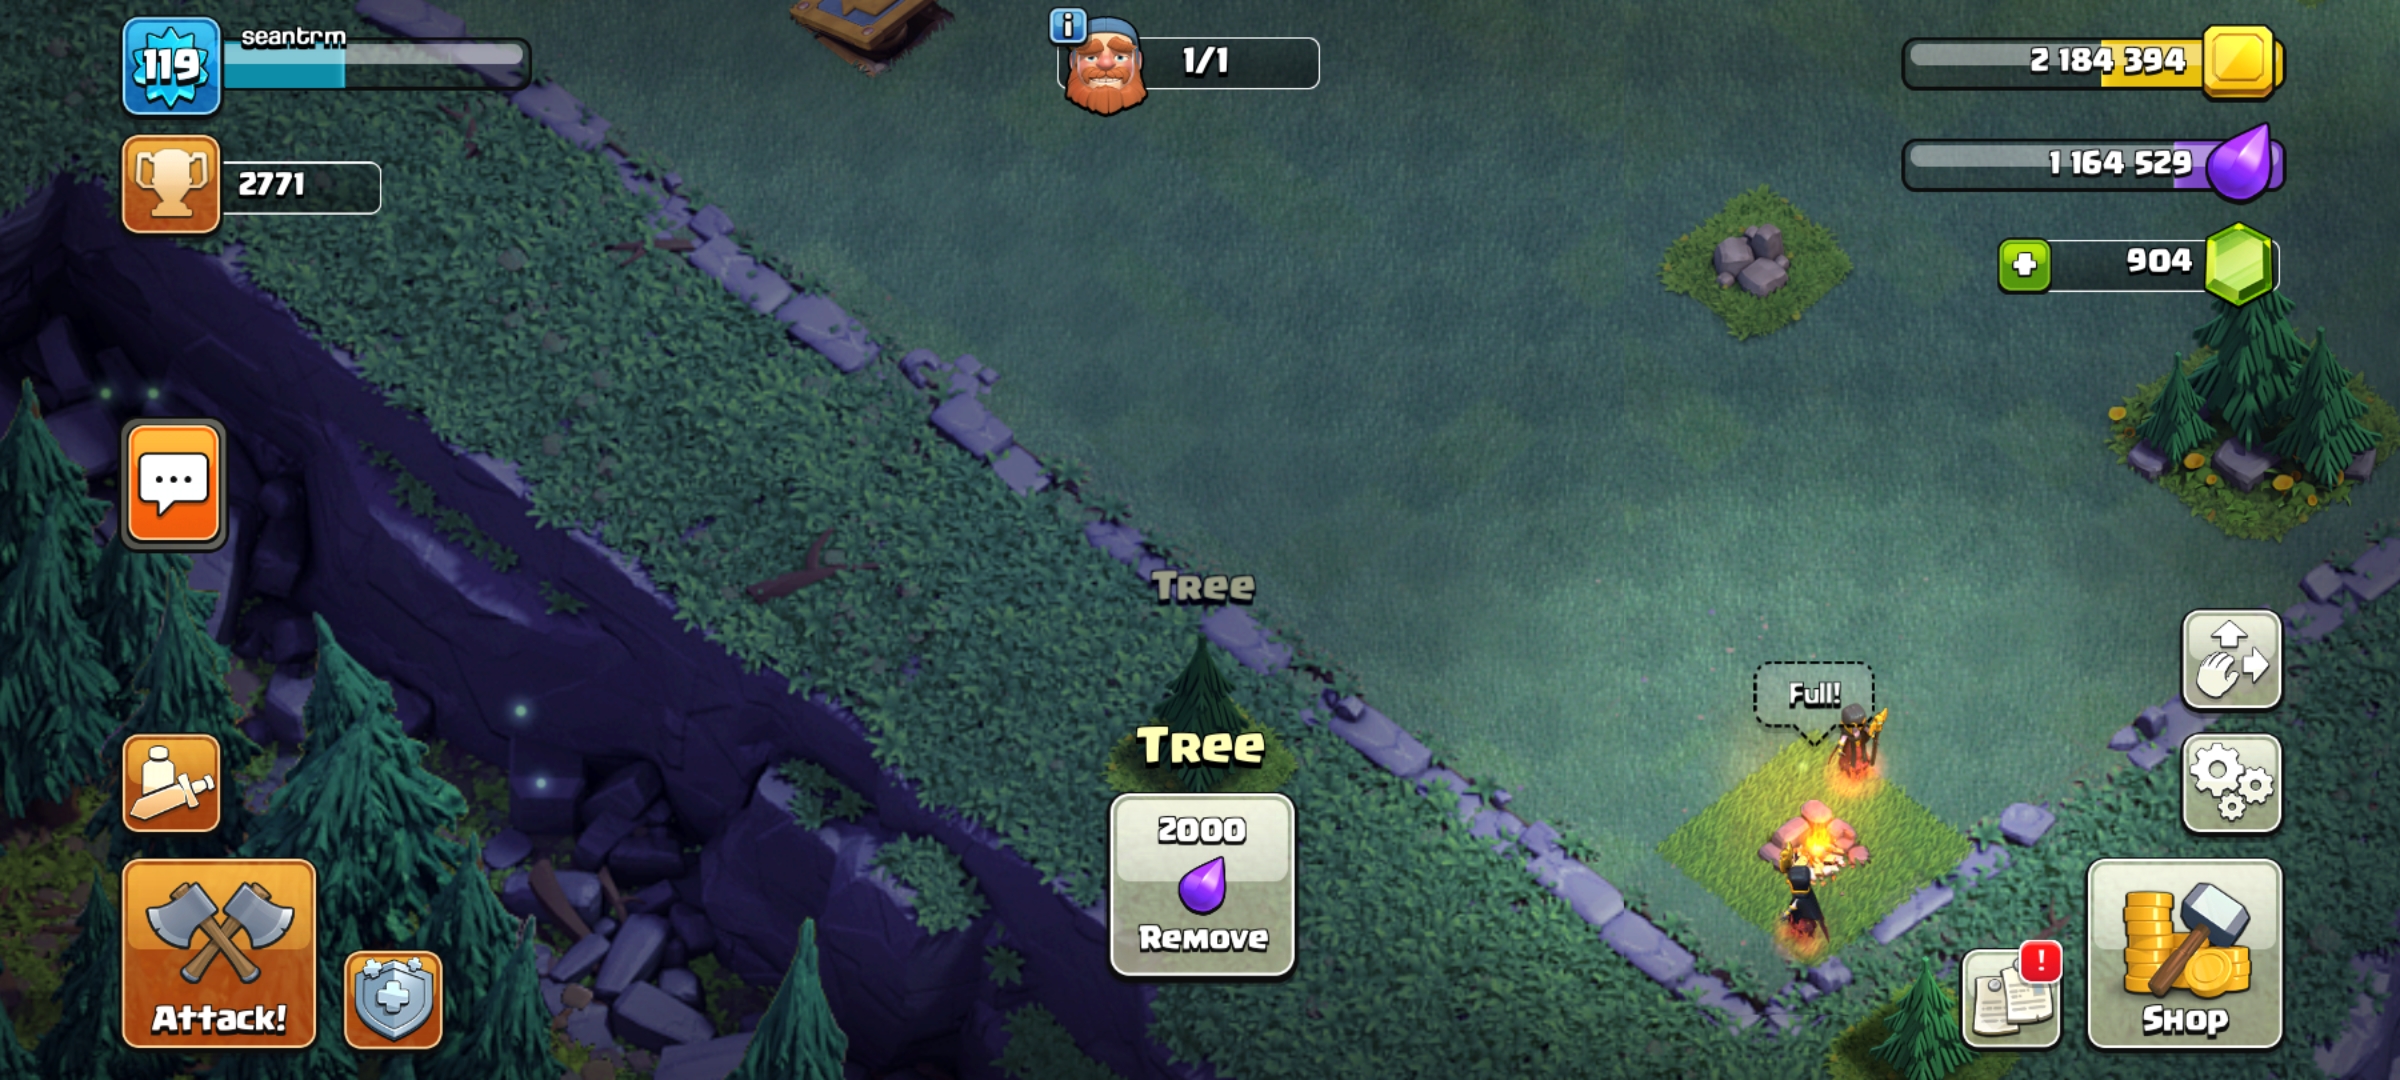 119
seantrm
1/1
2 184 394
2771
1 164 529
904
Tree
Full!
Tree
2000
Remove
Attack!
!
Shop